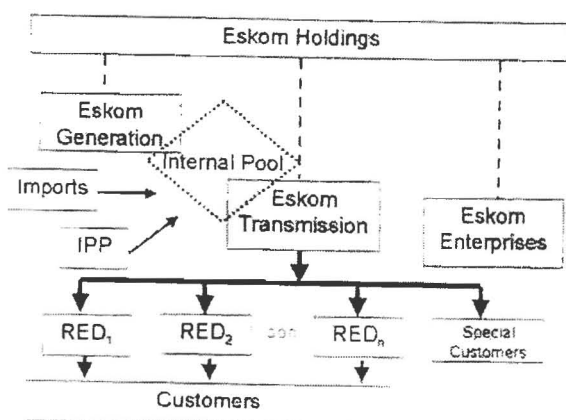 Eskom Holdings
Eskom
Generation
Internal Pool
Imports
Eskom
Transmission
Eskom
Enterprises
IPP
RED₁
RED₂
REDₙ
Special
Customers
Customers